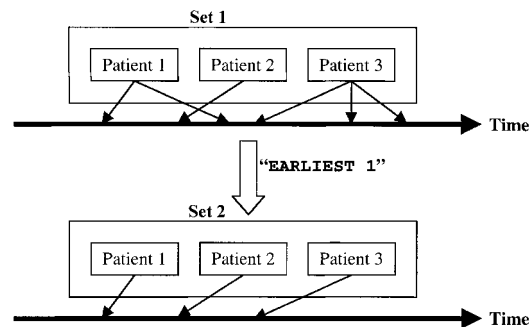 Set 1
Patient 1 Patient 2 Patient 3
Time
“EARLIEST 1”
Set 2
Patient 1 Patient 2 Patient 3
Time